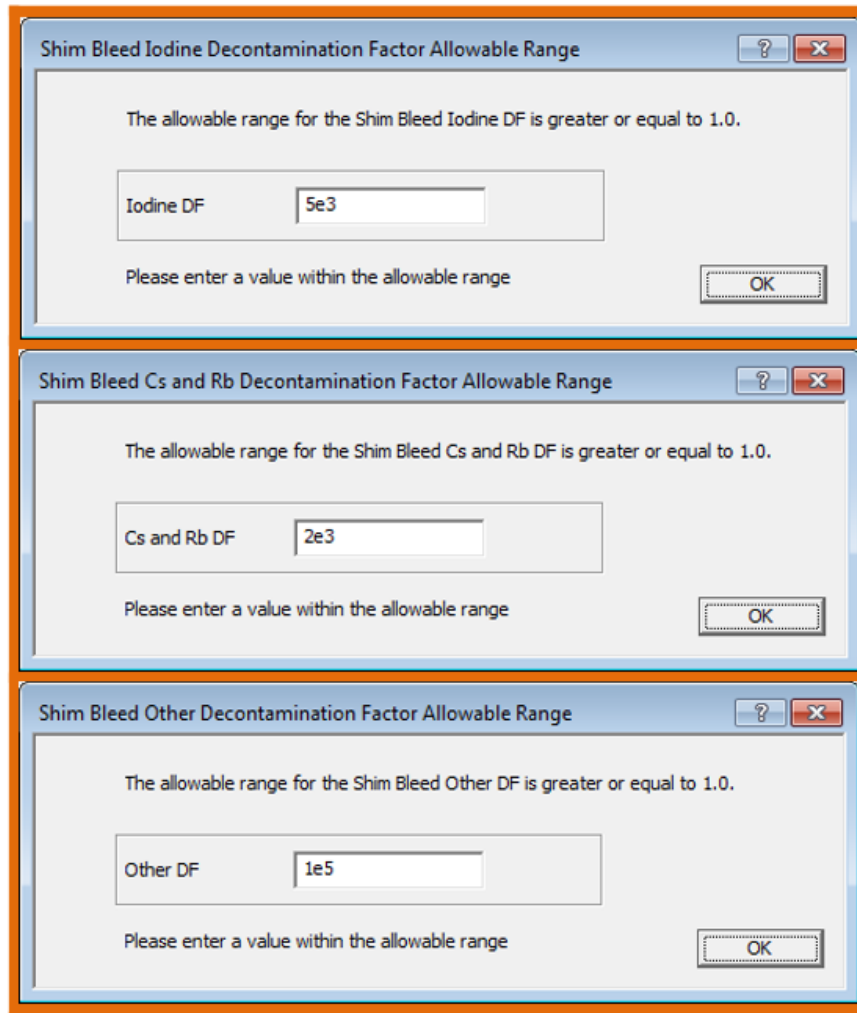 Shim Bleed Iodine Decontamination Factor Allowable Range
The allowable range for the Shim Bleed Iodine DF is greater or equal to 1.0.
Iodine DF 5e3
Please enter a value within the allowable range
OK
Shim Bleed Cs and Rb Decontamination Factor Allowable Range
The allowable range for the Shim Bleed Cs and Rb DF is greater or equal to 1.0.
Cs and Rb DF 2e3
Please enter a value within the allowable range
OK
Shim Bleed Other Decontamination Factor Allowable Range
The allowable range for the Shim Bleed Other DF is greater or equal to 1.0.
Other DF 1e5
Please enter a value within the allowable range
OK